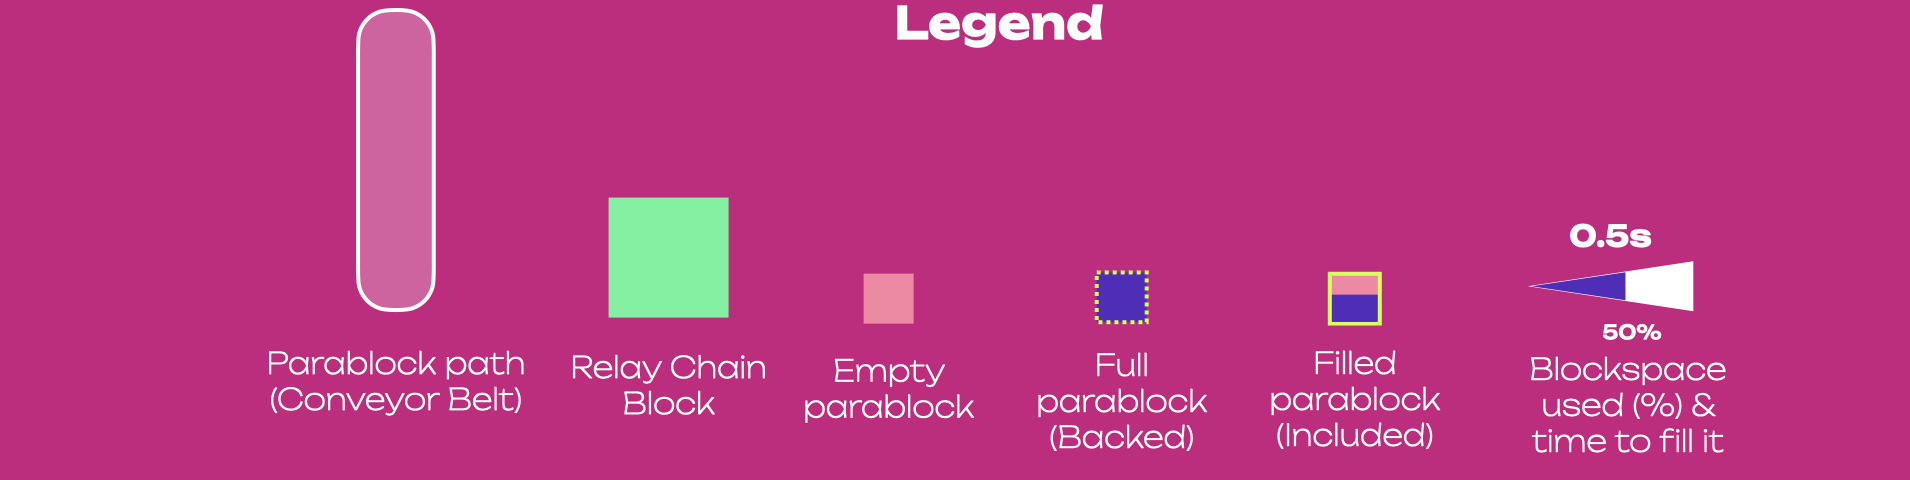 Legend
Parablock path
(Conveyor Belt)
Relay Chain
Block
Empty
parablock
Full
parablock
(Backed)
Filled
parablock
(Included)
0.5s
50%
Blockspace
used (%) &
time to fill it